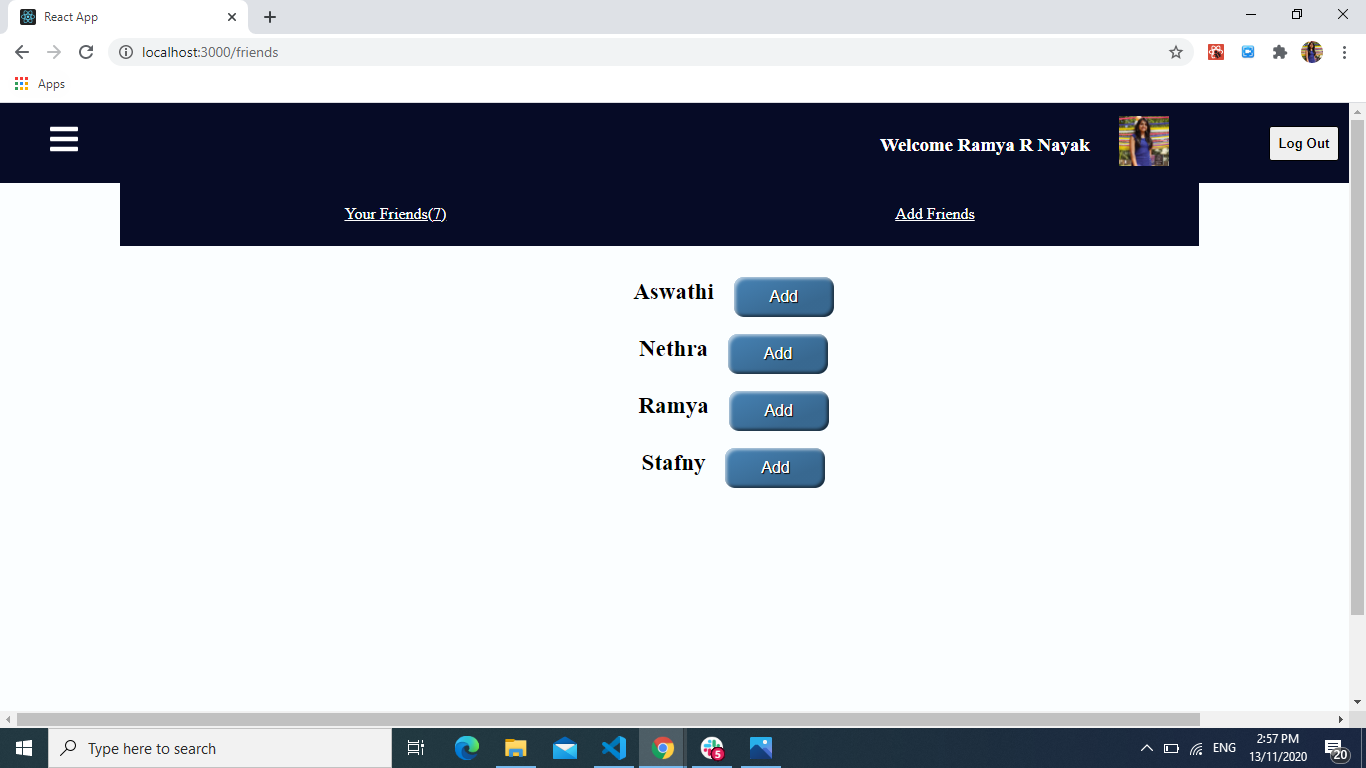 React App
localhost:3000/friends
Apps
Welcome Ramya R Nayak
Log Out
Your Friends(7)
Add Friends
Aswathi Add
Nethra Add
Ramya Add
Stafny Add
Type here to search
5
ENG
2:57 PM
13/11/2020
20